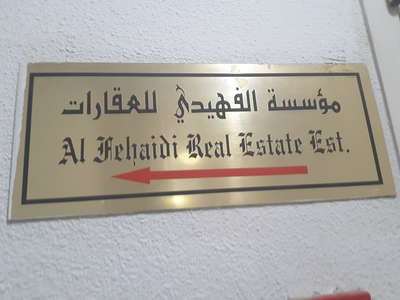 مؤسسة الفهيدي للعقارات
Al Fehaidi Real Estate Est.